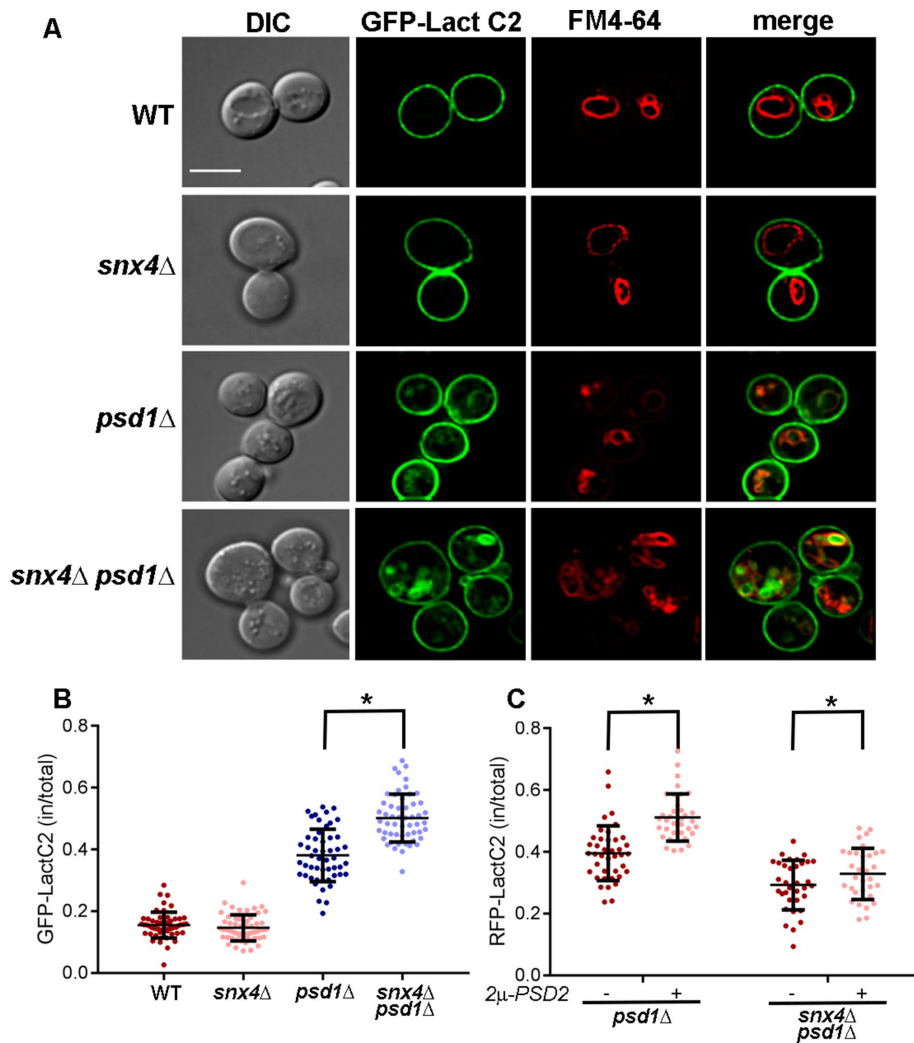 A
DIC GFP-Lact C2 FM4-64 merge
WT
snx4Δ
psd1Δ
snx4Δ psd1Δ
B
GFP-LactC2 (in/total)
0.8
0.6
0.4
0.2
0.0
*
WT snx4Δ psd1Δ snx4Δ
psd1Δ
C
RFP-LactC2 (in/total)
0.8
0.6
0.4
0.2
0.0
* *
2μ-PSD2 - + - +
psd1Δ snx4Δ
psd1Δ